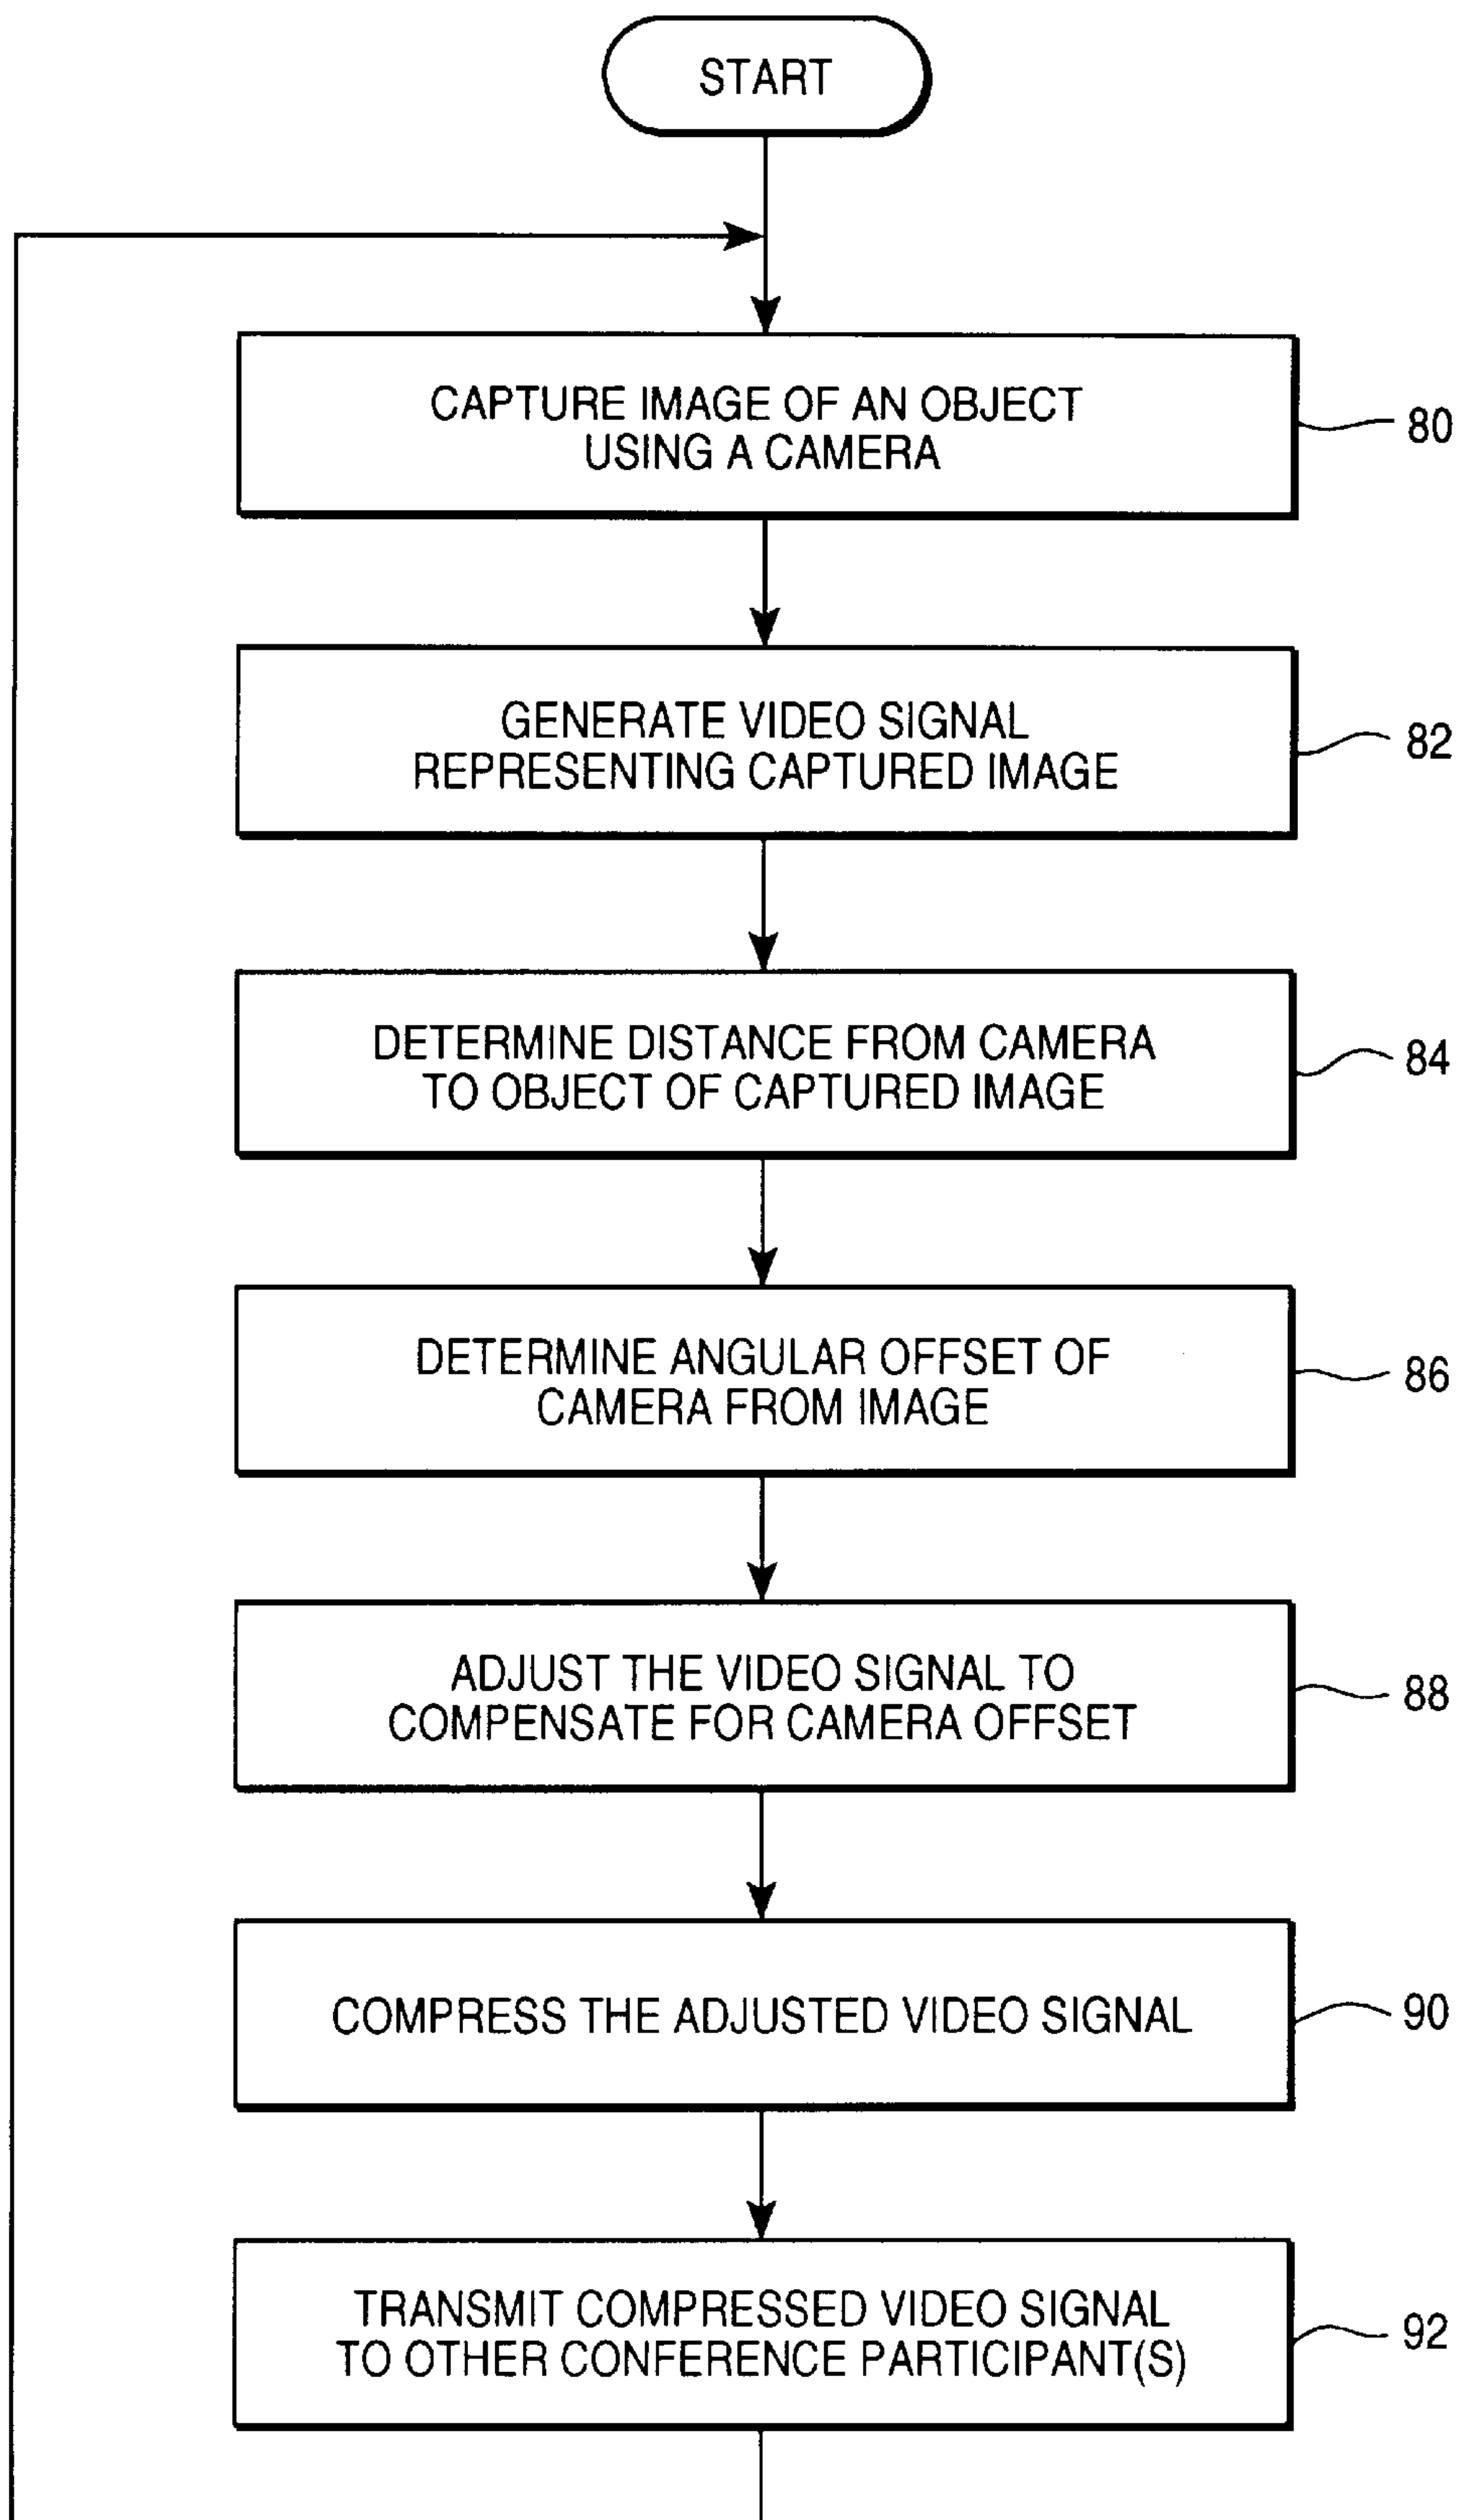 START
CAPTURE IMAGE OF AN OBJECT
USING A CAMERA
80
GENERATE VIDEO SIGNAL
REPRESENTING CAPTURED IMAGE
82
DETERMINE DISTANCE FROM CAMERA
TO OBJECT OF CAPTURED IMAGE
84
DETERMINE ANGULAR OFFSET OF
CAMERA FROM IMAGE
86
ADJUST THE VIDEO SIGNAL TO
COMPENSATE FOR CAMERA OFFSET
88
COMPRESS THE ADJUSTED VIDEO SIGNAL
90
TRANSMIT COMPRESSED VIDEO SIGNAL
TO OTHER CONFERENCE PARTICIPANT(S)
92